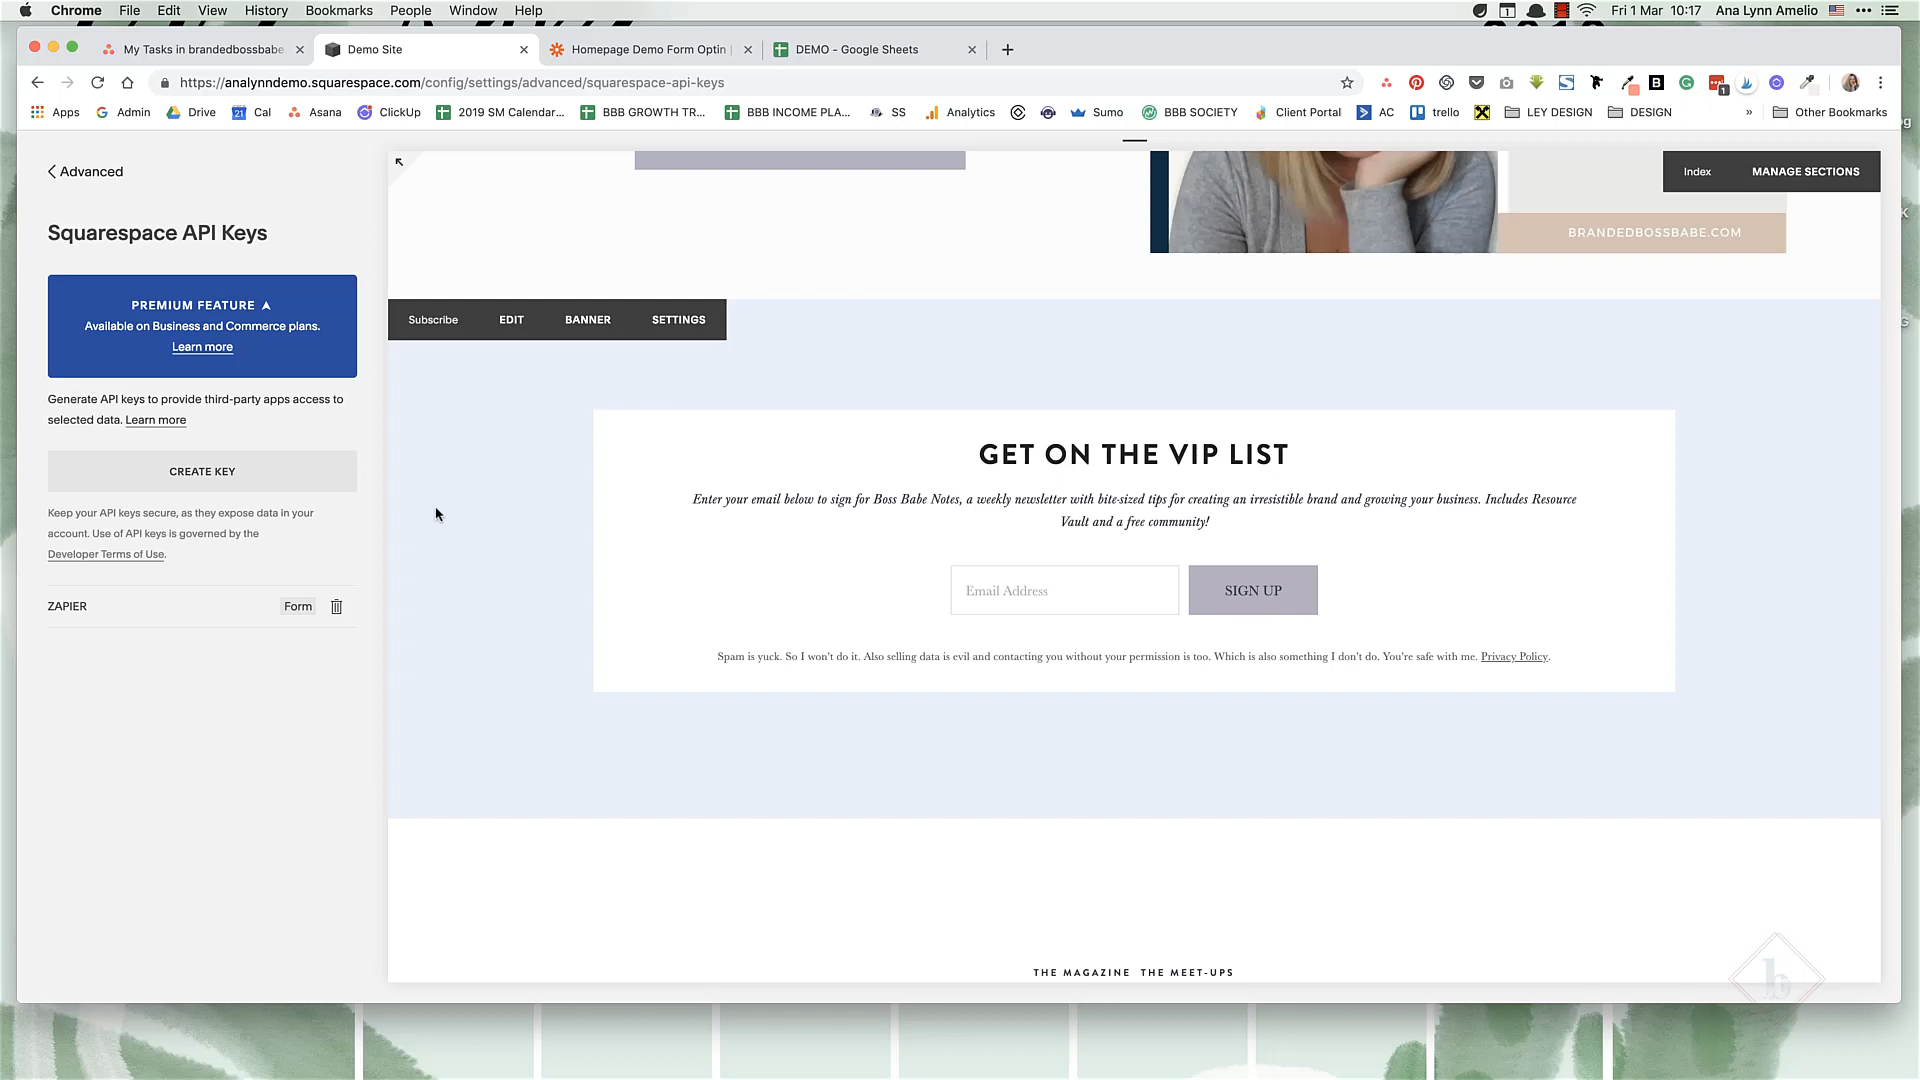 Chrome File Edit View History Bookmarks People Window Help
1 Fri 1 Mar 10:17 Ana Lynn Amelio
My Tasks in brandedbossbabe
Demo Site
Homepage Demo Form Optin
DEMO - Google Sheets
https://analynndemo.squarespace.com/config/settings/advanced/squarespace-api-keys
Apps Admin Drive Cal Asana ClickUp 2019 SM Calendar... BBB GROWTH TR... BBB INCOME PLA... SS Analytics Sumo BBB SOCIETY Client Portal AC trello LEY DESIGN DESIGN » Other Bookmarks
Advanced
Index MANAGE SECTIONS
Squarespace API Keys
BRANDEDBOSSBABE.COM
PREMIUM FEATURE
Available on Business and Commerce plans.
Learn more
Subscribe EDIT BANNER SETTINGS
Generate API keys to provide third-party apps access to
selected data. Learn more
CREATE KEY
Keep your API keys secure, as they expose data in your
account. Use of API keys is governed by the
Developer Terms of Use.
ZAPIER Form
GET ON THE VIP LIST
Enter your email below to sign for Boss Babe Notes, a weekly newsletter with bite-sized tips for creating an irresistible brand and growing your business. Includes Resource
Vault and a free community!
Email Address
SIGN UP
Spam is yuck. So I won't do it. Also selling data is evil and contacting you without your permission is too. Which is also something I don't do. You're safe with me. Privacy Policy.
THE MAGAZINE THE MEET-UPS
b